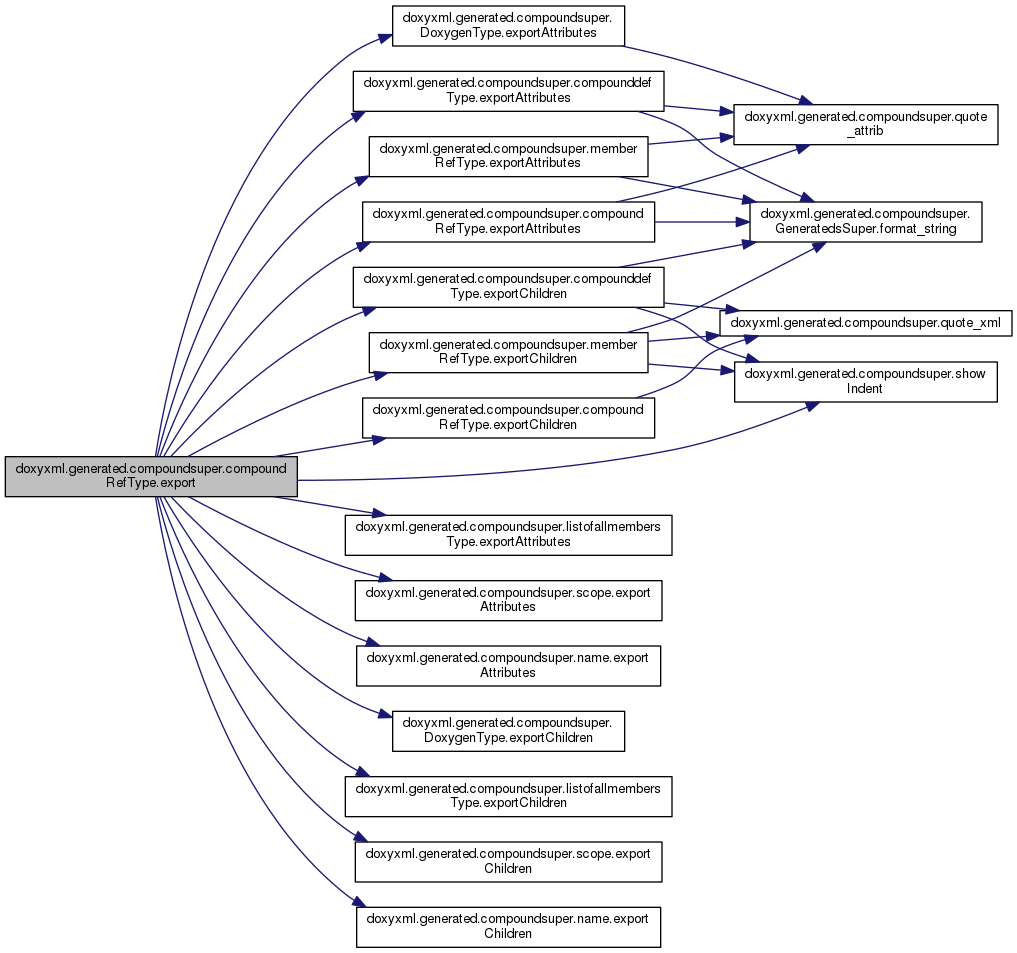 doxyxml.generated.compoundsuper.compound
RefType.export
doxyxml.generated.compoundsuper.
DoxygenType.exportAttributes
doxyxml.generated.compoundsuper.compounddef
Type.exportAttributes
doxyxml.generated.compoundsuper.member
RefType.exportAttributes
doxyxml.generated.compoundsuper.compound
RefType.exportAttributes
doxyxml.generated.compoundsuper.compounddef
Type.exportChildren
doxyxml.generated.compoundsuper.member
RefType.exportChildren
doxyxml.generated.compoundsuper.compound
RefType.exportChildren
doxyxml.generated.compoundsuper.listofallmembers
Type.exportAttributes
doxyxml.generated.compoundsuper.scope.export
Attributes
doxyxml.generated.compoundsuper.name.export
Attributes
doxyxml.generated.compoundsuper.
DoxygenType.exportChildren
doxyxml.generated.compoundsuper.listofallmembers
Type.exportChildren
doxyxml.generated.compoundsuper.scope.export
Children
doxyxml.generated.compoundsuper.name.export
Children
doxyxml.generated.compoundsuper.quote
_attrib
doxyxml.generated.compoundsuper.
GeneratedsSuper.format_string
doxyxml.generated.compoundsuper.quote_xml
doxyxml.generated.compoundsuper.show
Indent